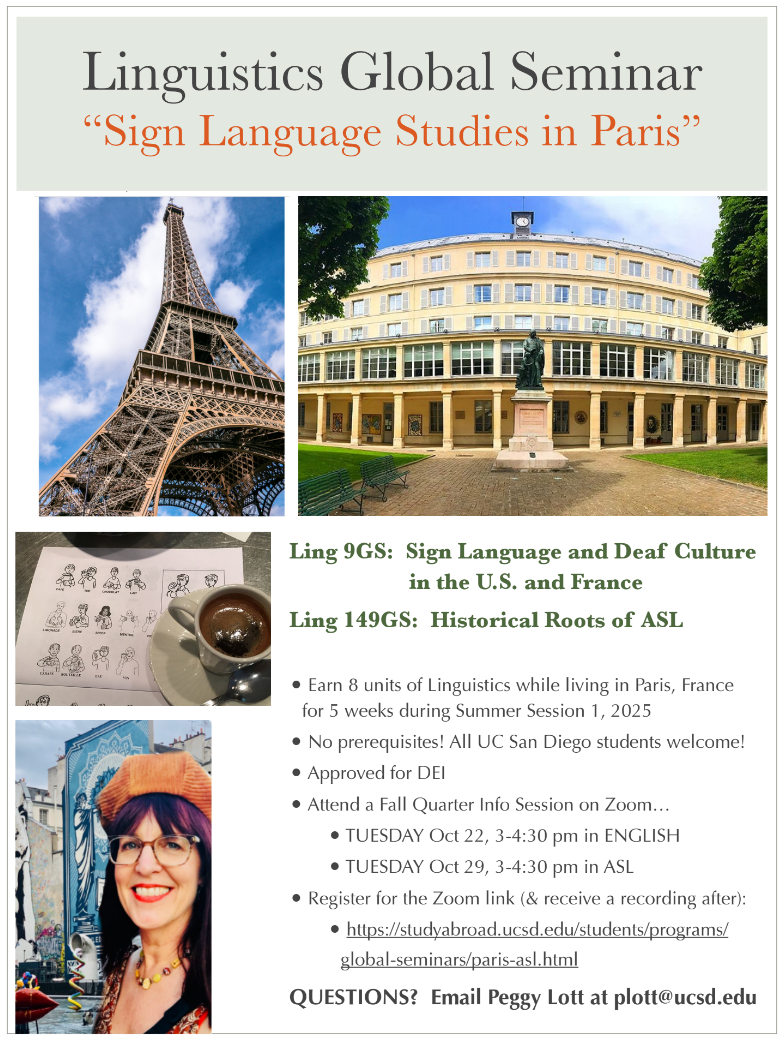 Linguistics Global Seminar
“Sign Language Studies in Paris”
Ling 9GS: Sign Language and Deaf Culture
in the U.S. and France
Ling 149GS: Historical Roots of ASL
• Earn 8 units of Linguistics while living in Paris, France
for 5 weeks during Summer Session 1, 2025
• No prerequisites! All UC San Diego students welcome!
• Approved for DEI
• Attend a Fall Quarter Info Session on Zoom…
• TUESDAY Oct 22, 3-4:30 pm in ENGLISH
• TUESDAY Oct 29, 3-4:30 pm in ASL
• Register for the Zoom link (& receive a recording after):
• https://studyabroad.ucsd.edu/students/programs/
global-seminars/paris-asl.html
QUESTIONS? Email Peggy Lott at plott@ucsd.edu